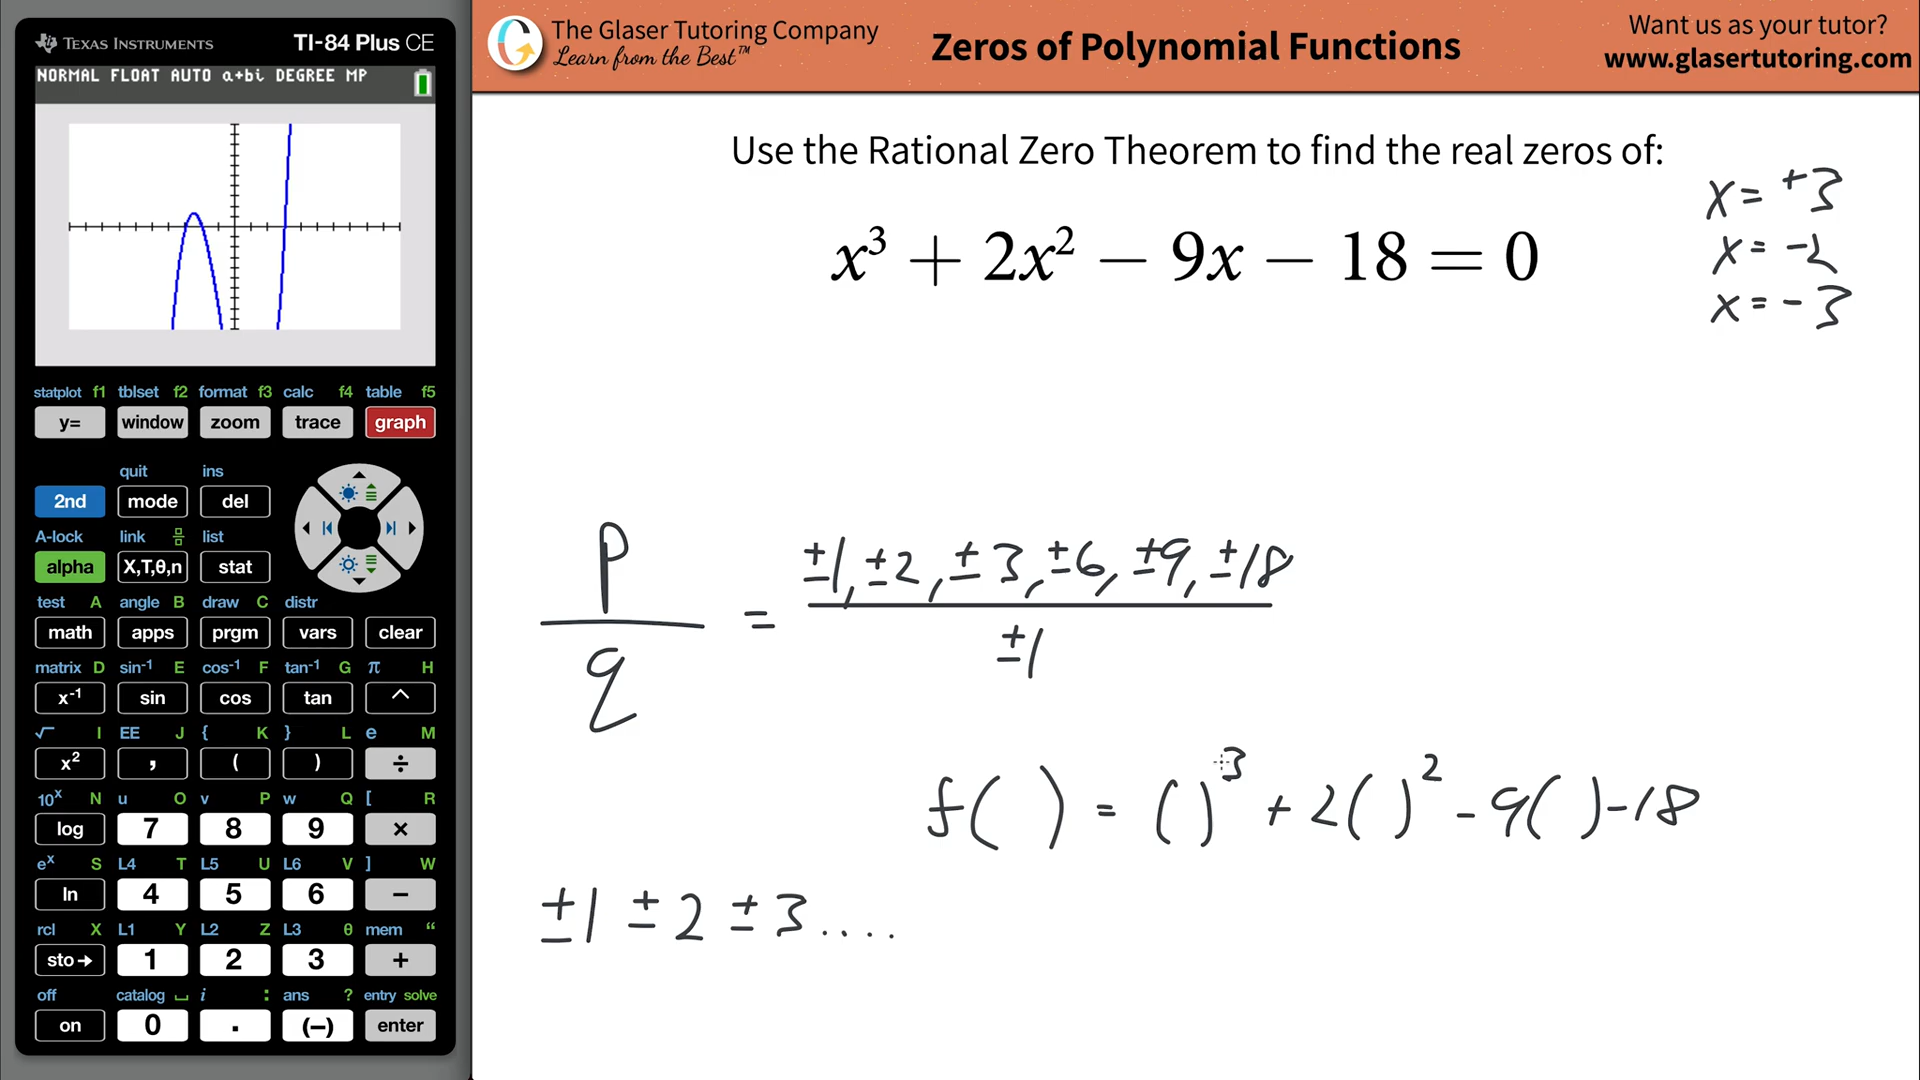 TEXAS INSTRUMENTS TI-84 Plus CE
NORMAL FLOAT AUTO a+bi DEGREE MP
statplot f1 tblset f2 format f3 calc f4 table f5
y= window zoom trace graph
quit ins
2nd mode del
A-lock link list
alpha X,T,θ,n stat
test A angle B draw C distr
math apps prgm vars clear
matrix D sin⁻¹ E cos⁻¹ F tan⁻¹ G π H
x⁻¹ sin cos tan ^
√ I EE J { K } L e M
x² , ( ) ÷
10ˣ N u O v P w Q [ R
log 7 8 9 ×
eˣ S L4 T L5 U L6 V ] W
ln 4 5 6 −
rcl X L1 Y L2 Z L3 θ mem “
sto→ 1 2 3 +
off catalog ⎵ i : ans ? entry solve
on 0 . (−) enter
The Glaser Tutoring Company
Learn from the Best™
Zeros of Polynomial Functions
Want us as your tutor?
www.glasertutoring.com
Use the Rational Zero Theorem to find the real zeros of:
x³ + 2x² − 9x − 18 = 0
x = +3
x = -2
x = -3
P/q = ±1, ±2, ±3, ±6, ±9, ±18 / ±1
f( ) = ( )³ + 2( )² - 9( ) - 18
±1 ±2 ±3 ....